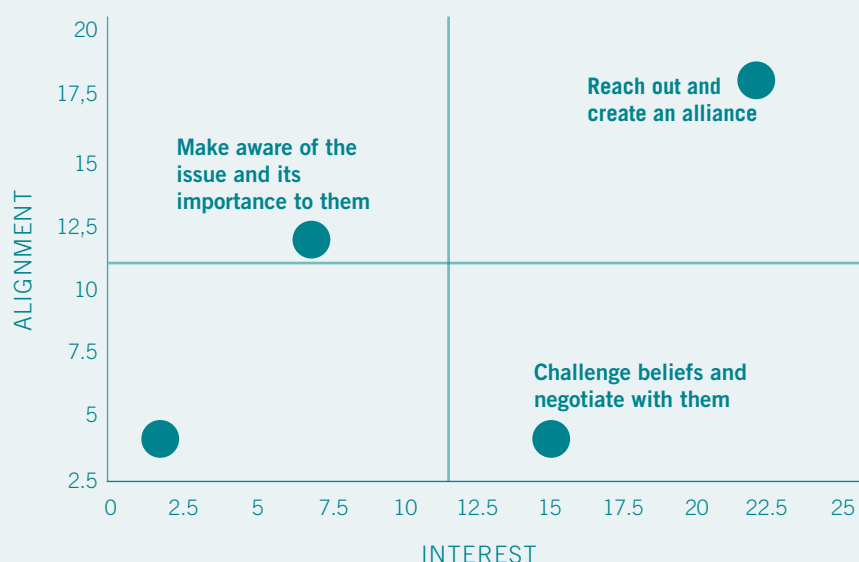 20
17,5
15
12,5
10
7.5
5
2.5
ALIGNMENT
Reach out and
create an alliance
Make aware of the
issue and its
importance to them
Challenge beliefs and
negotiate with them
0 2.5 5 7.5 10 12.5 15 17.5 20 22.5 25
INTEREST